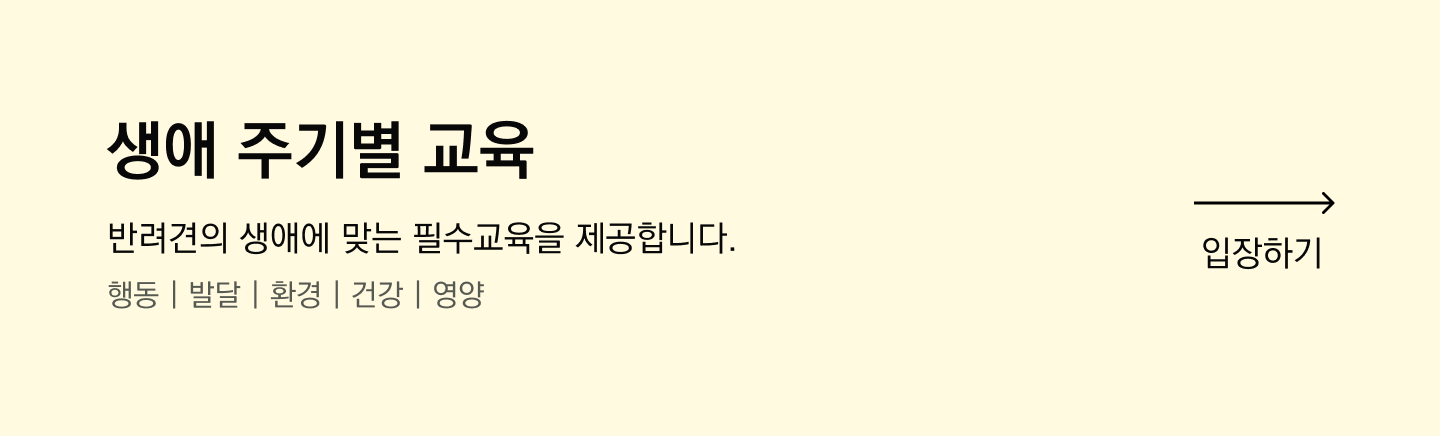 생애 주기별 교육
반려견의 생애에 맞는 필수교육을 제공합니다.
행동 | 발달 | 환경 | 건강 | 영양
입장하기